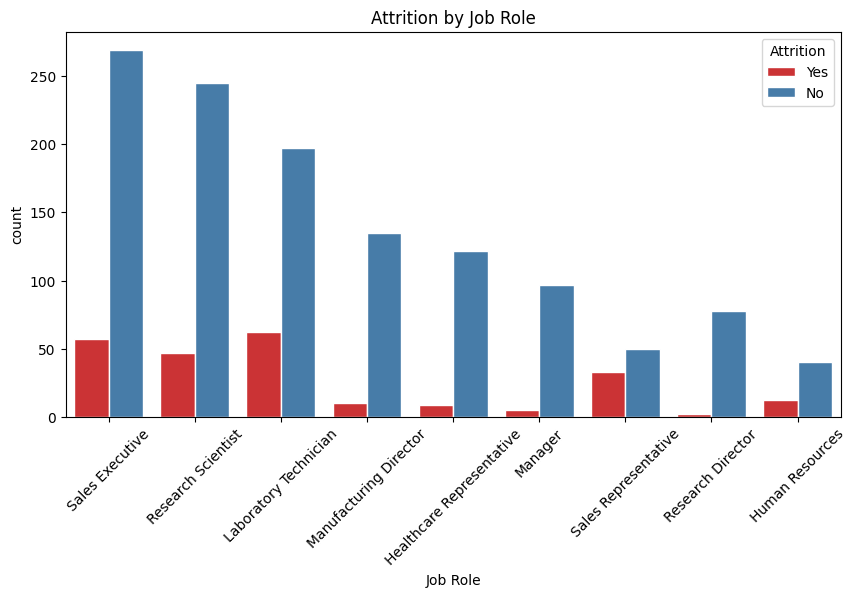 Attrition by Job Role
Attrition
Yes
No
count
250
200
150
100
50
0
Sales Executive
Research Scientist
Laboratory Technician
Manufacturing Director
Healthcare Representative
Manager
Sales Representative
Research Director
Human Resources
Job Role